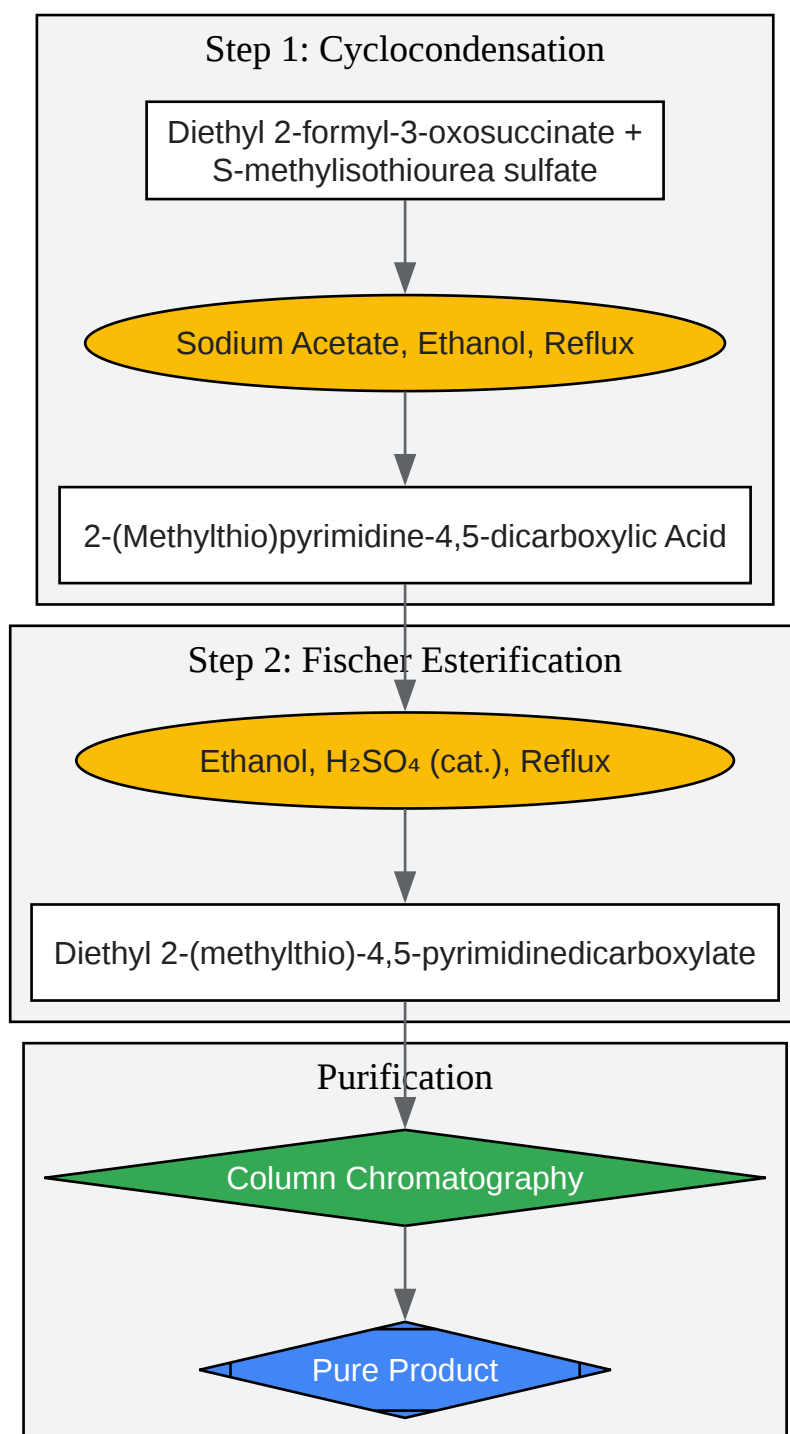 Step 1: Cyclocondensation
Diethyl 2-formyl-3-oxosuccinate +
S-methylisothiourea sulfate
Sodium Acetate, Ethanol, Reflux
2-(Methylthio)pyrimidine-4,5-dicarboxylic Acid
Step 2: Fischer Esterification
Ethanol, H₂SO₄ (cat.), Reflux
Diethyl 2-(methylthio)-4,5-pyrimidinedicarboxylate
Purification
Column Chromatography
Pure Product